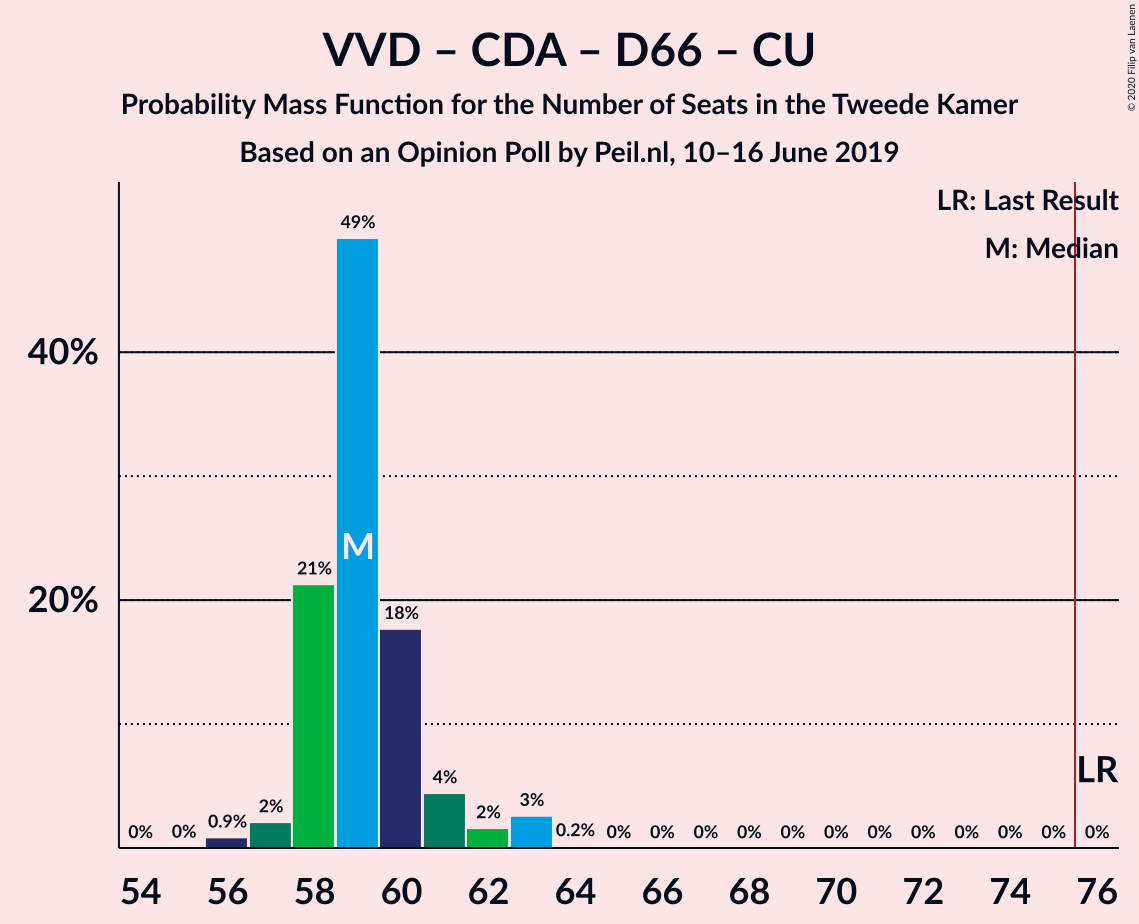 VVD – CDA – D66 – CU
Probability Mass Function for the Number of Seats in the Tweede Kamer
Based on an Opinion Poll by Peil.nl, 10–16 June 2019
© 2020 Filip van Laenen
LR: Last Result
M: Median
49%
40%
M
21%
20%
18%
LR
4%
3%
2%
2%
0.9%
0.2%
0% 0% 0% 0% 0% 0% 0% 0% 0% 0% 0% 0% 0% 0%
54 56 58 60 62 64 66 68 70 72 74 76